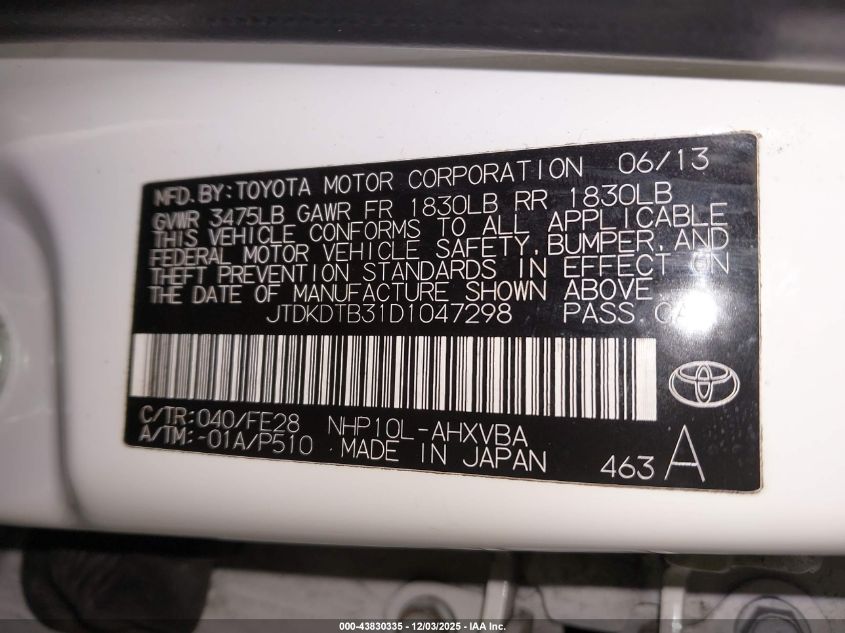 MFD. BY: TOYOTA MOTOR CORPORATION 06/13
GVWR 3475LB GAWR FR 1830LB RR 1830LB
THIS VEHICLE CONFORMS TO ALL APPLICABLE
FEDERAL MOTOR VEHICLE SAFETY, BUMPER, AND
THEFT PREVENTION STANDARDS IN EFFECT ON
THE DATE OF MANUFACTURE SHOWN ABOVE.
JTDKDTB31D1047298 PASS. CAR
C/TR: 040/FE28 NHP10L-AHXVBA
A/TM: -01A/P510 MADE IN JAPAN 463 A
000-43830335 - 12/03/2025 - IAA Inc.